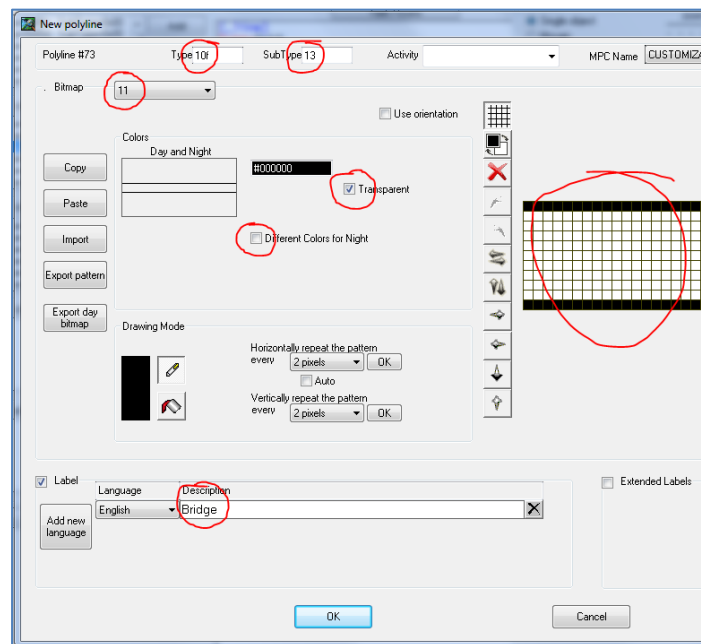 New polyline
Polyline #73 Type 10f SubType 13 Activity MPC Name CUSTOMIZA
Bitmap 11
Use orientation
Colors
Day and Night
#000000
Copy
Transparent
Paste
Import
Different Colors for Night
Export pattern
Export day
bitmap
Drawing Mode
Horizontally repeat the pattern
every 2 pixels OK
Auto
Vertically repeat the pattern
every 2 pixels OK
Label
Extended Labels
Language Description
Add new
language
English Bridge
OK Cancel